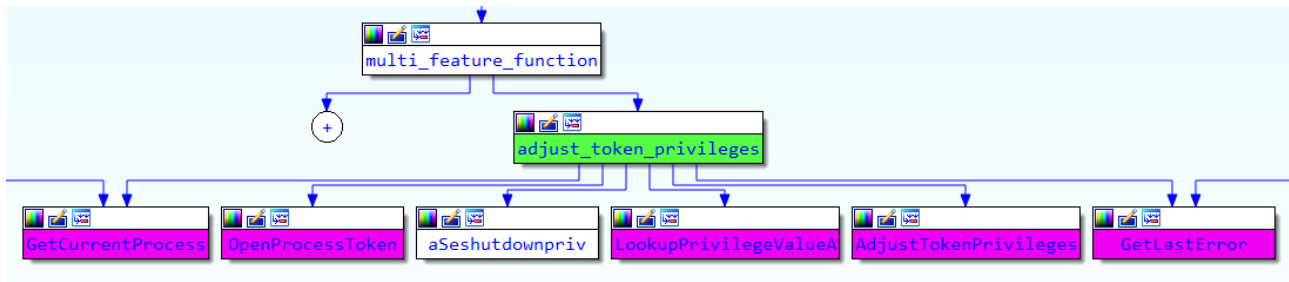 multi_feature_function
+
adjust_token_privileges
GetCurrentProcess
OpenProcessToken
aSeshutdownpriv
LookupPrivilegeValueA
AdjustTokenPrivileges
GetLastError